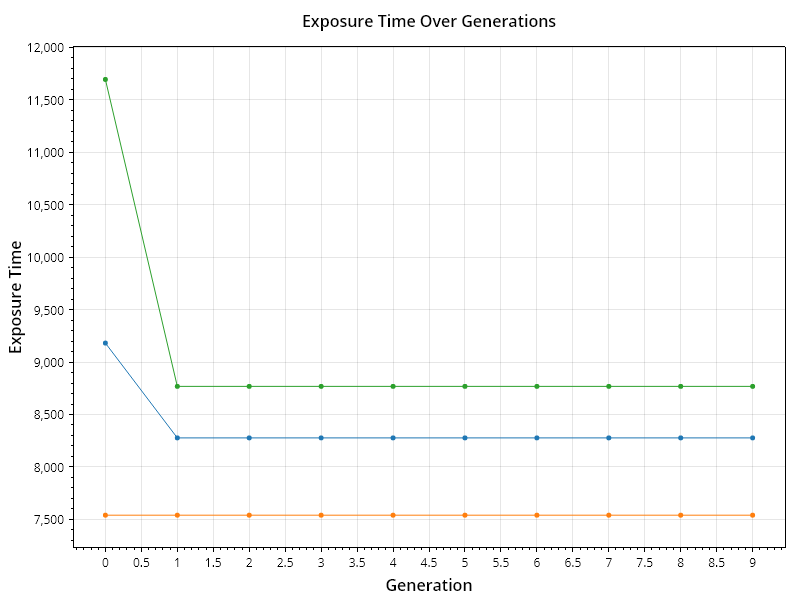 Exposure Time Over Generations
12,000
11,500
11,000
10,500
10,000
9,500
9,000
8,500
8,000
7,500
Exposure Time
0 0.5 1 1.5 2 2.5 3 3.5 4 4.5 5 5.5 6 6.5 7 7.5 8 8.5 9
Generation